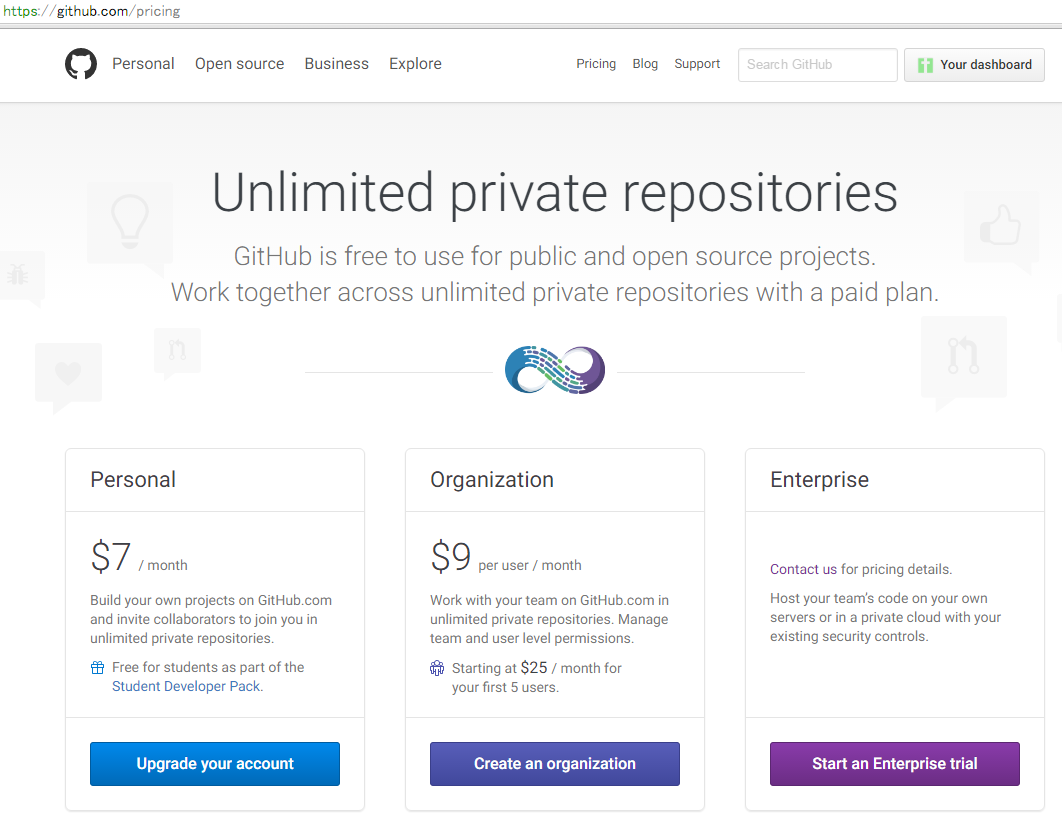 https://github.com/pricing
Personal Open source Business Explore Pricing Blog Support Search GitHub Your dashboard
Unlimited private repositories
GitHub is free to use for public and open source projects.
Work together across unlimited private repositories with a paid plan.
Personal
$7 / month
Build your own projects on GitHub.com
and invite collaborators to join you in
unlimited private repositories.
Free for students as part of the
Student Developer Pack.
Upgrade your account
Organization
$9 per user / month
Work with your team on GitHub.com in
unlimited private repositories. Manage
team and user level permissions.
Starting at $25 / month for
your first 5 users.
Create an organization
Enterprise
Contact us for pricing details.
Host your team's code on your own
servers or in a private cloud with your
existing security controls.
Start an Enterprise trial